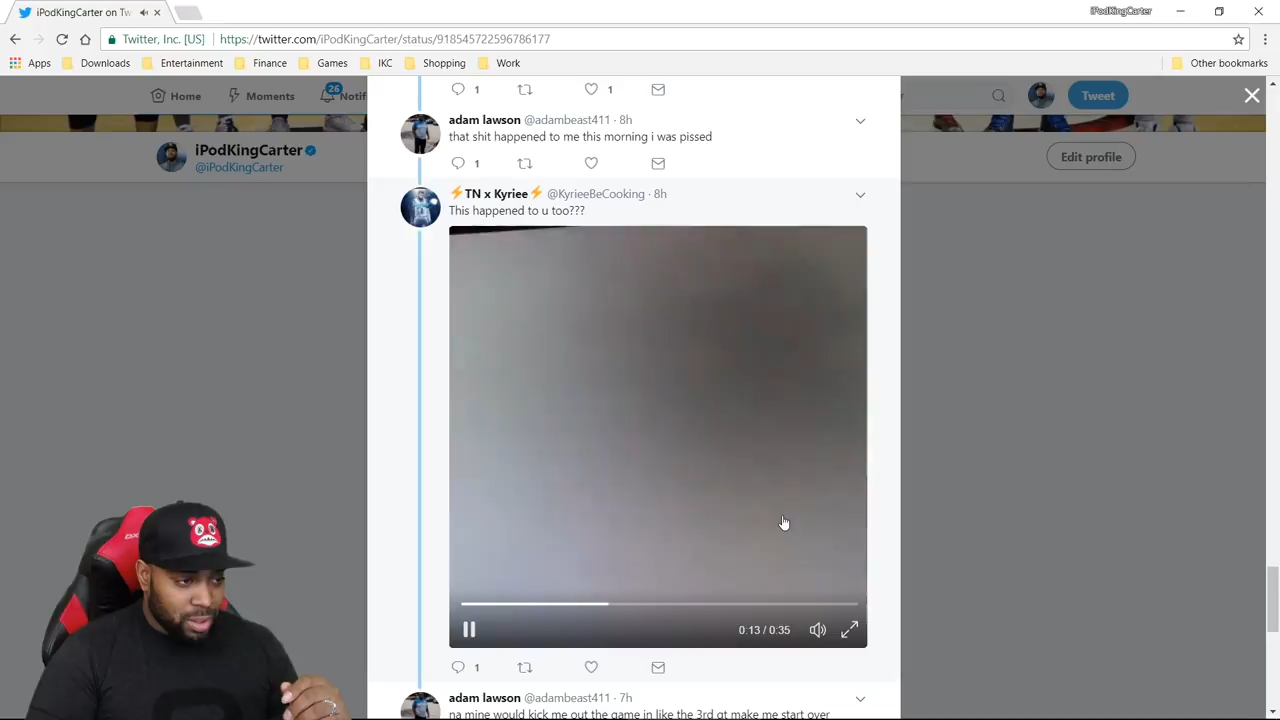 iPodKingCarter on Tw
iPodKingCarter
Twitter, Inc. [US]
https://twitter.com/iPodKingCarter/status/918545722596786177
Apps
Downloads
Entertainment
Finance
Games
IKC
Shopping
Work
Other bookmarks
Home
Moments
26
Notif
Tweet
iPodKingCarter
@iPodKingCarter
Edit profile
1
1
adam lawson @adambeast411 · 8h
that shit happened to me this morning i was pissed
1
⚡TN x Kyriee⚡ @KyrieeBeCooking · 8h
This happened to u too???
0:13 / 0:35
1
adam lawson @adambeast411 · 7h
na mine would kick me out the game in like the 3rd qt make me start over